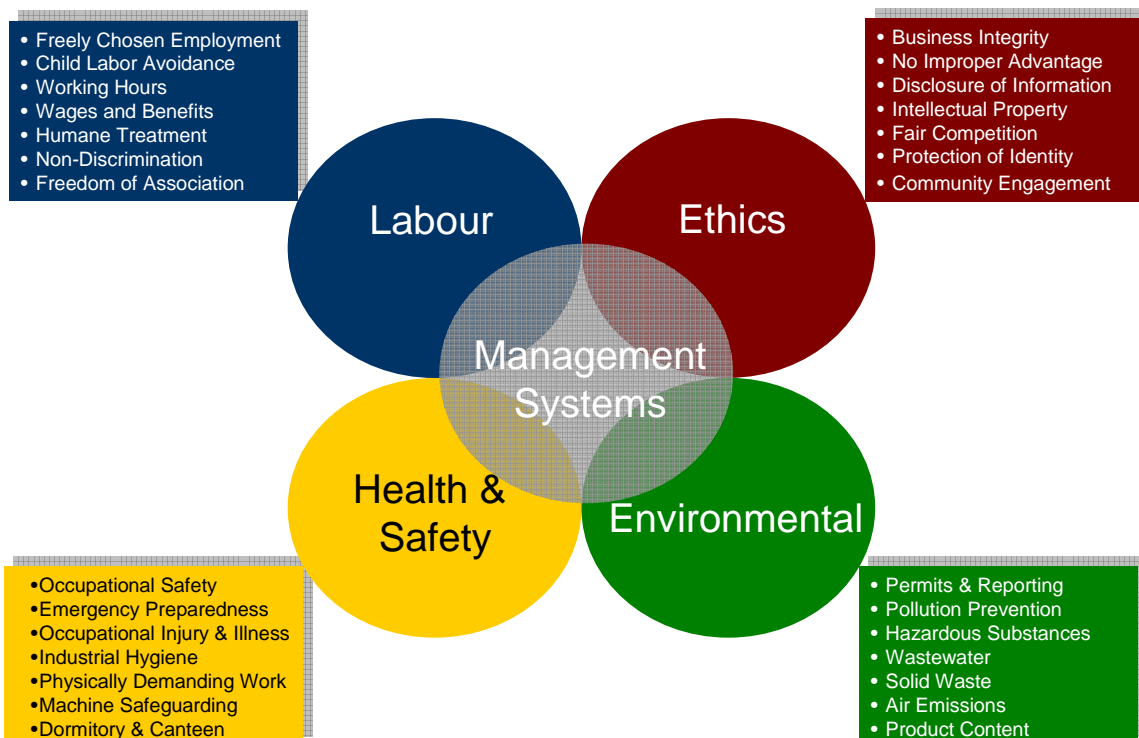 • Freely Chosen Employment
• Child Labor Avoidance
• Working Hours
• Wages and Benefits
• Humane Treatment
• Non-Discrimination
• Freedom of Association
• Business Integrity
• No Improper Advantage
• Disclosure of Information
• Intellectual Property
• Fair Competition
• Protection of Identity
• Community Engagement
Labour
Ethics
Management
Systems
Health &
Safety
Environmental
•Occupational Safety
•Emergency Preparedness
•Occupational Injury & Illness
•Industrial Hygiene
•Physically Demanding Work
•Machine Safeguarding
•Dormitory & Canteen
• Permits & Reporting
• Pollution Prevention
• Hazardous Substances
• Wastewater
• Solid Waste
• Air Emissions
• Product Content